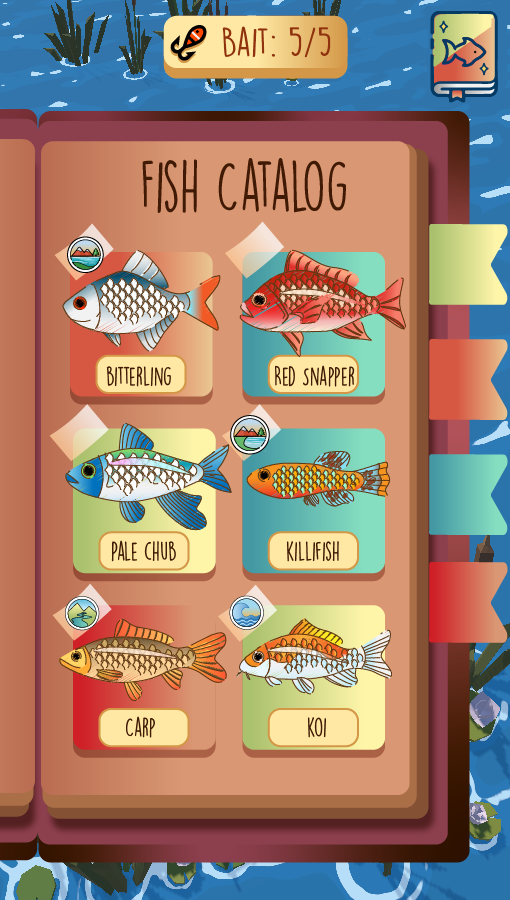 BAIT: 5/5
FISH CATALOG
BITTERLING
RED SNAPPER
PALE CHUB
KILLIFISH
CARP
KOI